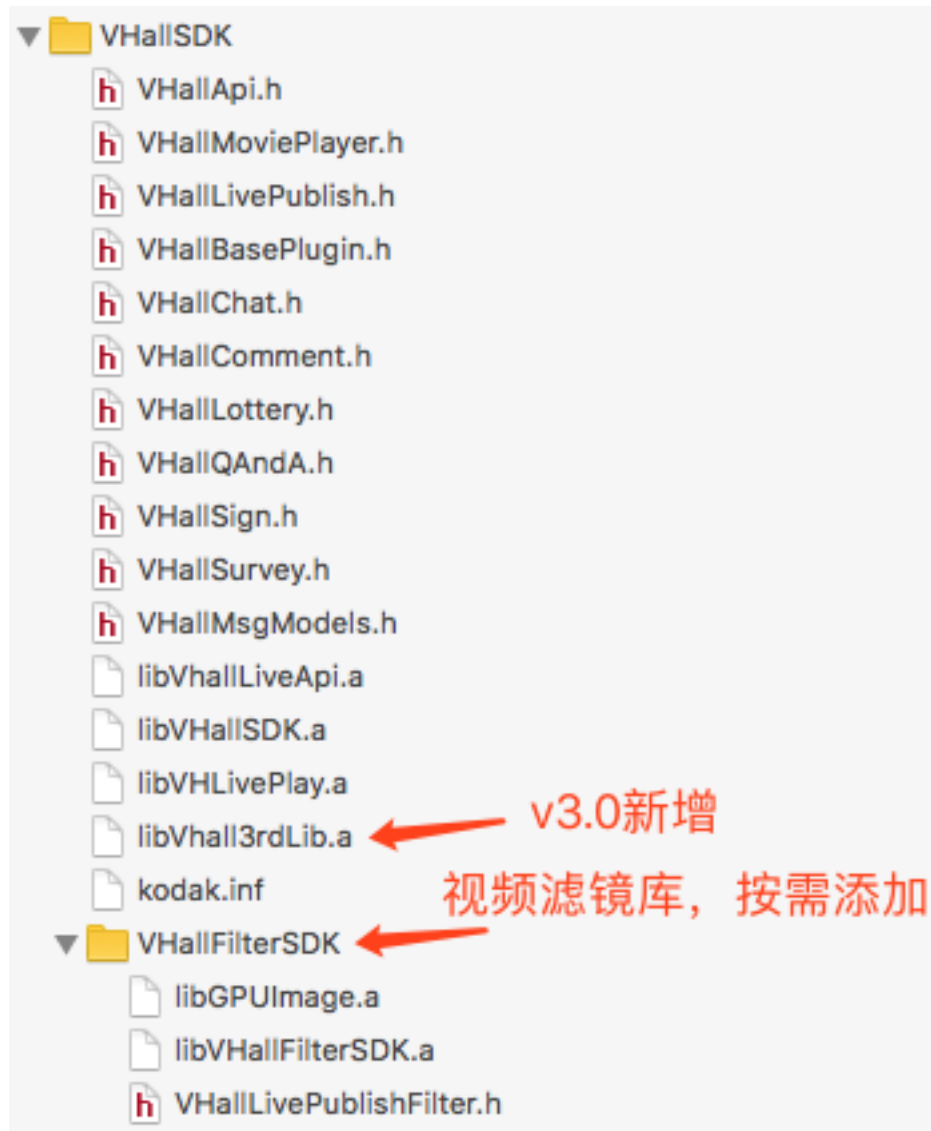 VHallSDK
h VHallApi.h
h VHallMoviePlayer.h
h VHallLivePublish.h
h VHallBasePlugin.h
h VHallChat.h
h VHallComment.h
h VHallLottery.h
h VHallQAndA.h
h VHallSign.h
h VHallSurvey.h
h VHallMsgModels.h
libVhallLiveApi.a
libVHallSDK.a
libVHLivePlay.a
libVhall3rdLib.a v3.0新增
kodak.inf
视频滤镜库，按需添加
VHallFilterSDK
libGPUImage.a
libVHallFilterSDK.a
h VHallLivePublishFilter.h